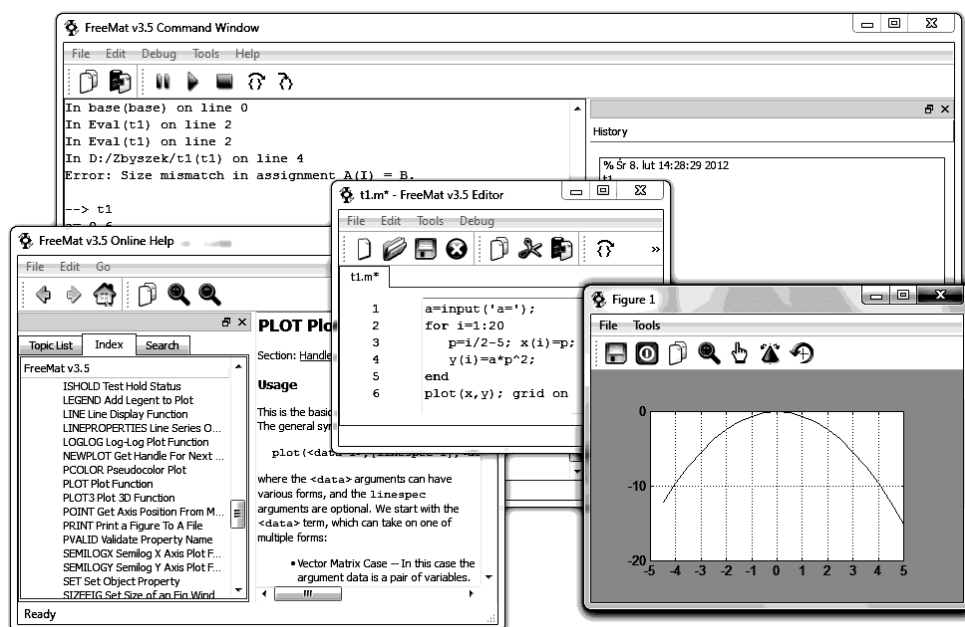 FreeMat v3.5 Command Window
File Edit Debug Tools Help
In base(base) on line 0
In Eval(t1) on line 2
In Eval(t1) on line 2
In D:/Zbyszek/t1(t1) on line 4
Error: Size mismatch in assignment A(I) = B.
--> t1
History
% Śr 8. lut 14:28:29 2012
t1
t1.m* - FreeMat v3.5 Editor
File Edit Tools Debug
»
t1.m*
1 a=input('a=');
2 for i=1:20
3 p=i/2-5; x(i)=p;
4 y(i)=a*p^2;
5 end
6 plot(x,y); grid on
FreeMat v3.5 Online Help
File Edit Go
Topic List Index Search
FreeMat v3.5
ISHOLD Test Hold Status
LEGEND Add Legent to Plot
LINE Line Display Function
LINEPROPERTIES Line Series O...
LOGLOG Log-Log Plot Function
NEWPLOT Get Handle For Next ...
PCOLOR Pseudocolor Plot
PLOT Plot Function
PLOT3 Plot 3D Function
POINT Get Axis Position From M...
PRINT Print a Figure To A File
PVALID Validate Property Name
SEMILOGX Semilog X Axis Plot F...
SEMILOGY Semilog Y Axis Plot F...
SET Set Object Property
SIZEFIG Set Size of an Fig Wind
Ready
PLOT Plo
Section: Handle
Usage
This is the basic
The general syn
where the <data> arguments can have
various forms, and the linespec
arguments are optional. We start with the
<data> term, which can take on one of
multiple forms:
• Vector Matrix Case -- In this case the
argument data is a pair of variables.
Figure 1
File Tools
0
-10
-20
-5 -4 -3 -2 -1 0 1 2 3 4 5